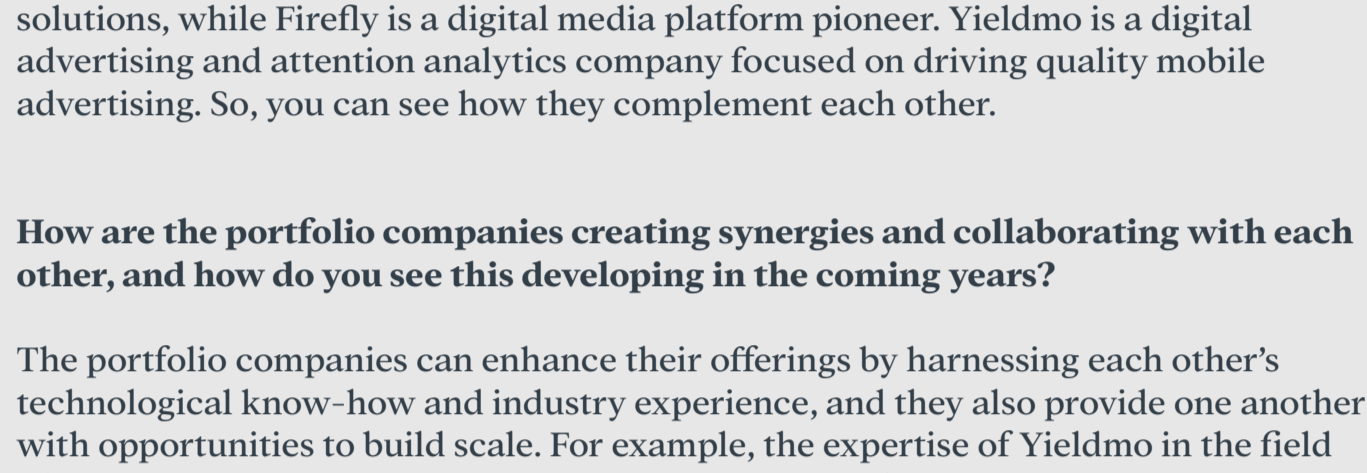 solutions, while Firefly is a digital media platform pioneer. Yieldmo is a digital
advertising and attention analytics company focused on driving quality mobile
advertising. So, you can see how they complement each other.
How are the portfolio companies creating synergies and collaborating with each
other, and how do you see this developing in the coming years?
The portfolio companies can enhance their offerings by harnessing each other’s
technological know-how and industry experience, and they also provide one another
with opportunities to build scale. For example, the expertise of Yieldmo in the field